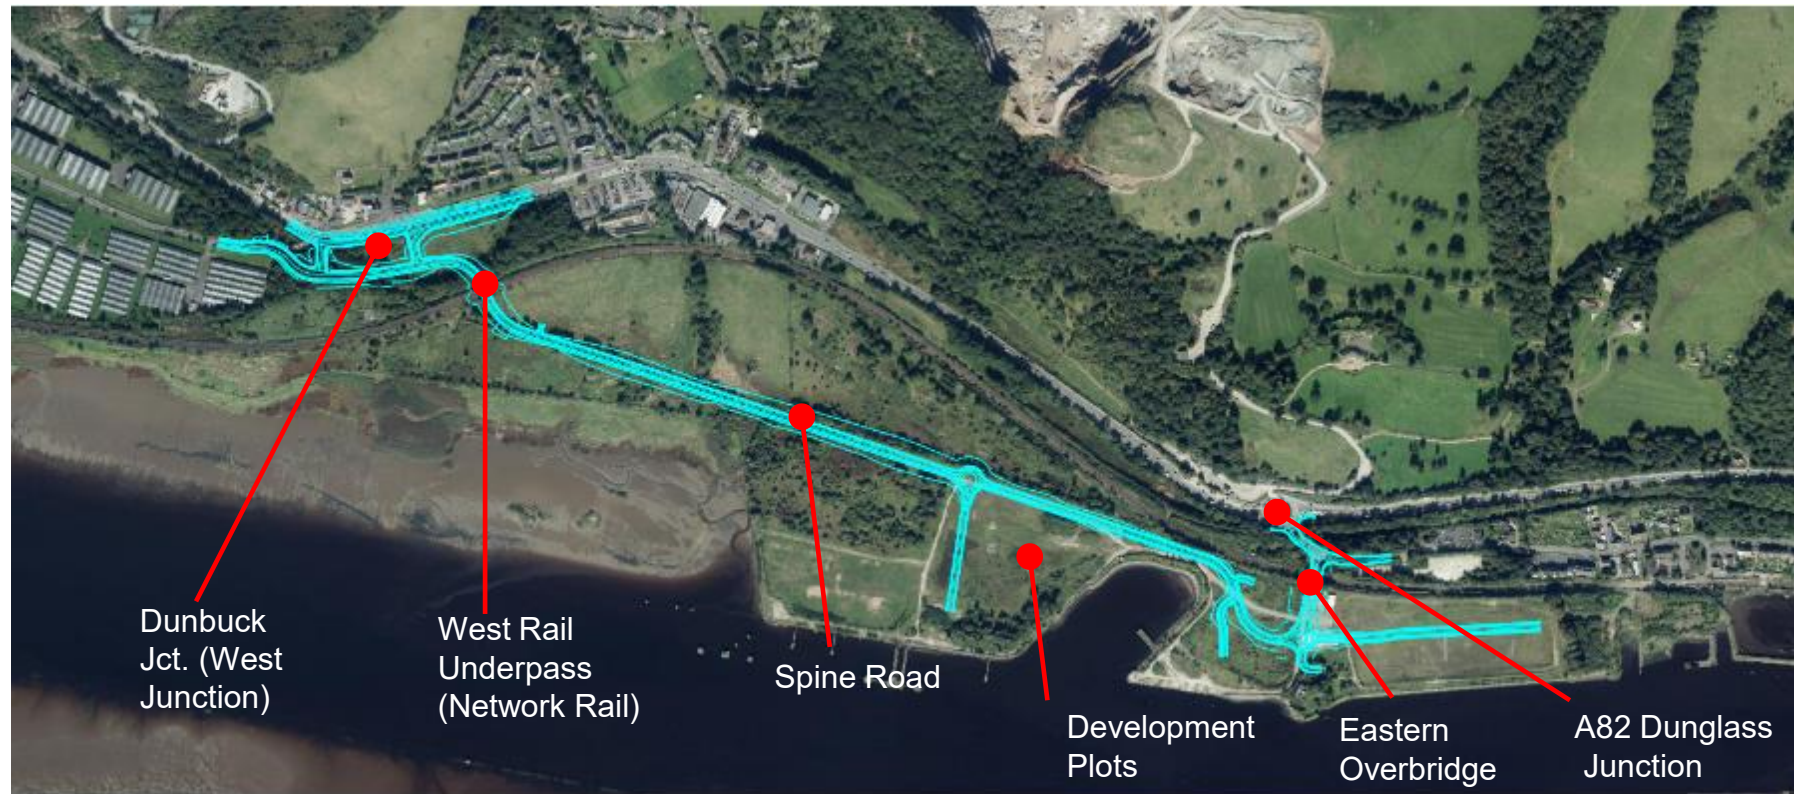 Dunbuck
Jct. (West
Junction)
West Rail
Underpass
(Network Rail)
Spine Road
Development
Plots
Eastern
Overbridge
A82 Dunglass
Junction